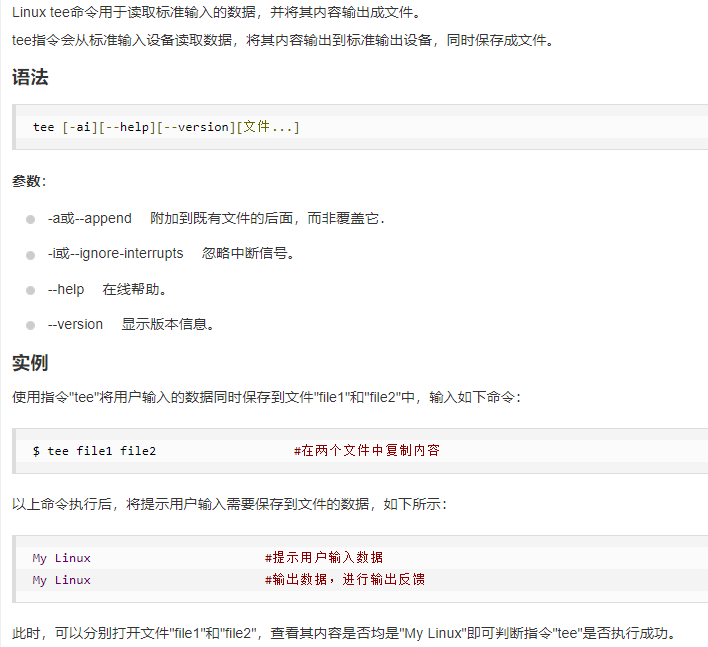 Linux tee命令用于读取标准输入的数据，并将其内容输出成文件。
tee指令会从标准输入设备读取数据，将其内容输出到标准输出设备，同时保存成文件。
语法
tee [-ai][--help][--version][文件...]
参数：
-a或--append 附加到既有文件的后面，而非覆盖它．
-i或--ignore-interrupts 忽略中断信号。
--help 在线帮助。
--version 显示版本信息。
实例
使用指令"tee"将用户输入的数据同时保存到文件"file1"和"file2"中，输入如下命令：
$ tee file1 file2 #在两个文件中复制内容
以上命令执行后，将提示用户输入需要保存到文件的数据，如下所示：
My Linux #提示用户输入数据
My Linux #输出数据，进行输出反馈
此时，可以分别打开文件"file1"和"file2"，查看其内容是否均是"My Linux"即可判断指令"tee"是否执行成功。